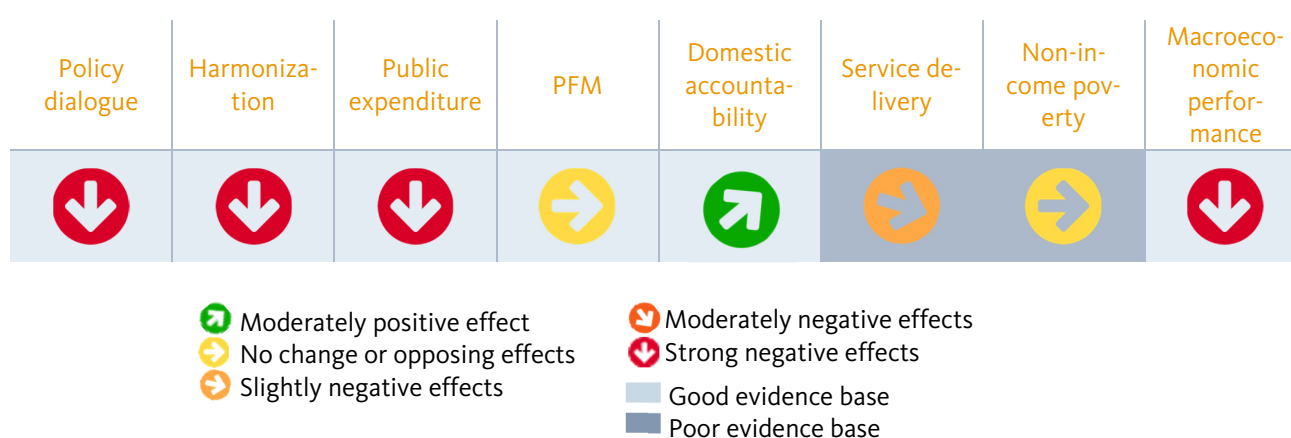 Policy
dialogue
Harmoniza-
tion
Public
expenditure
PFM
Domestic
accounta-
bility
Service de-
livery
Non-in-
come pov-
erty
Macroeco-
nomic
perfor-
mance
Moderately positive effect
No change or opposing effects
Slightly negative effects
Moderately negative effects
Strong negative effects
Good evidence base
Poor evidence base